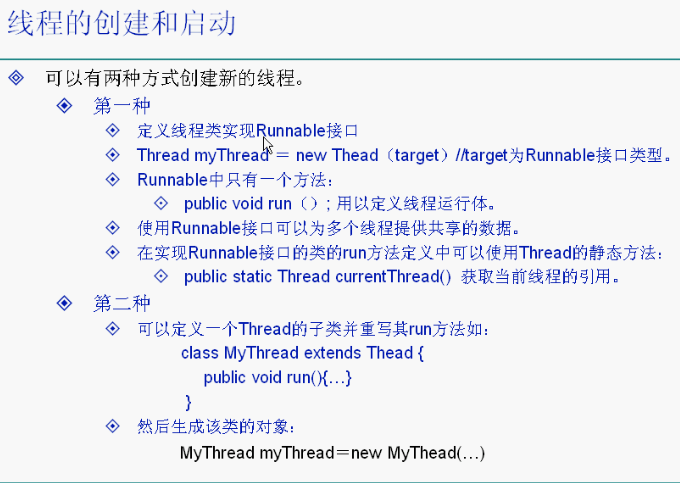 线程的创建和启动
可以有两种方式创建新的线程。
第一种
定义线程类实现Runnable接口
Thread myThread = new Thead（target）//target为Runnable接口类型。
Runnable中只有一个方法：
public void run（）; 用以定义线程运行体。
使用Runnable接口可以为多个线程提供共享的数据。
在实现Runnable接口的类的run方法定义中可以使用Thread的静态方法：
public static Thread currentThread() 获取当前线程的引用。
第二种
可以定义一个Thread的子类并重写其run方法如：
class MyThread extends Thead {
public void run(){…}
}
然后生成该类的对象：
MyThread myThread＝new MyThead(…)